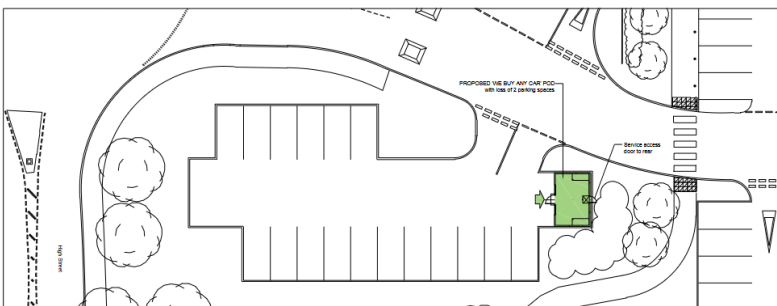 PROPOSED 'WE BUY ANY CAR' POD
with loss of 2 parking spaces
Service access
door to rear
High Street